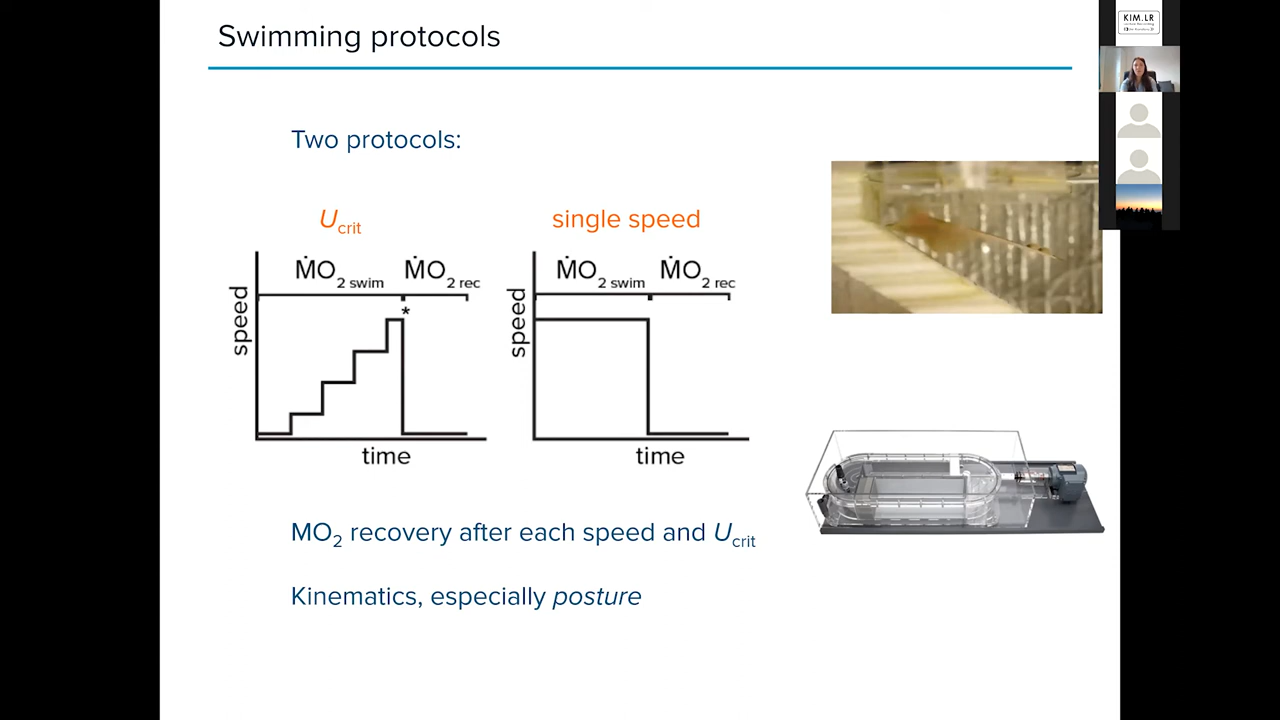 Swimming protocols
KIM.LR
Two protocols:
Ucrit
single speed
ṀO2 swim
ṀO2 rec
*
speed
time
ṀO2 swim
ṀO2 rec
speed
time
MO2 recovery after each speed and Ucrit
Kinematics, especially posture